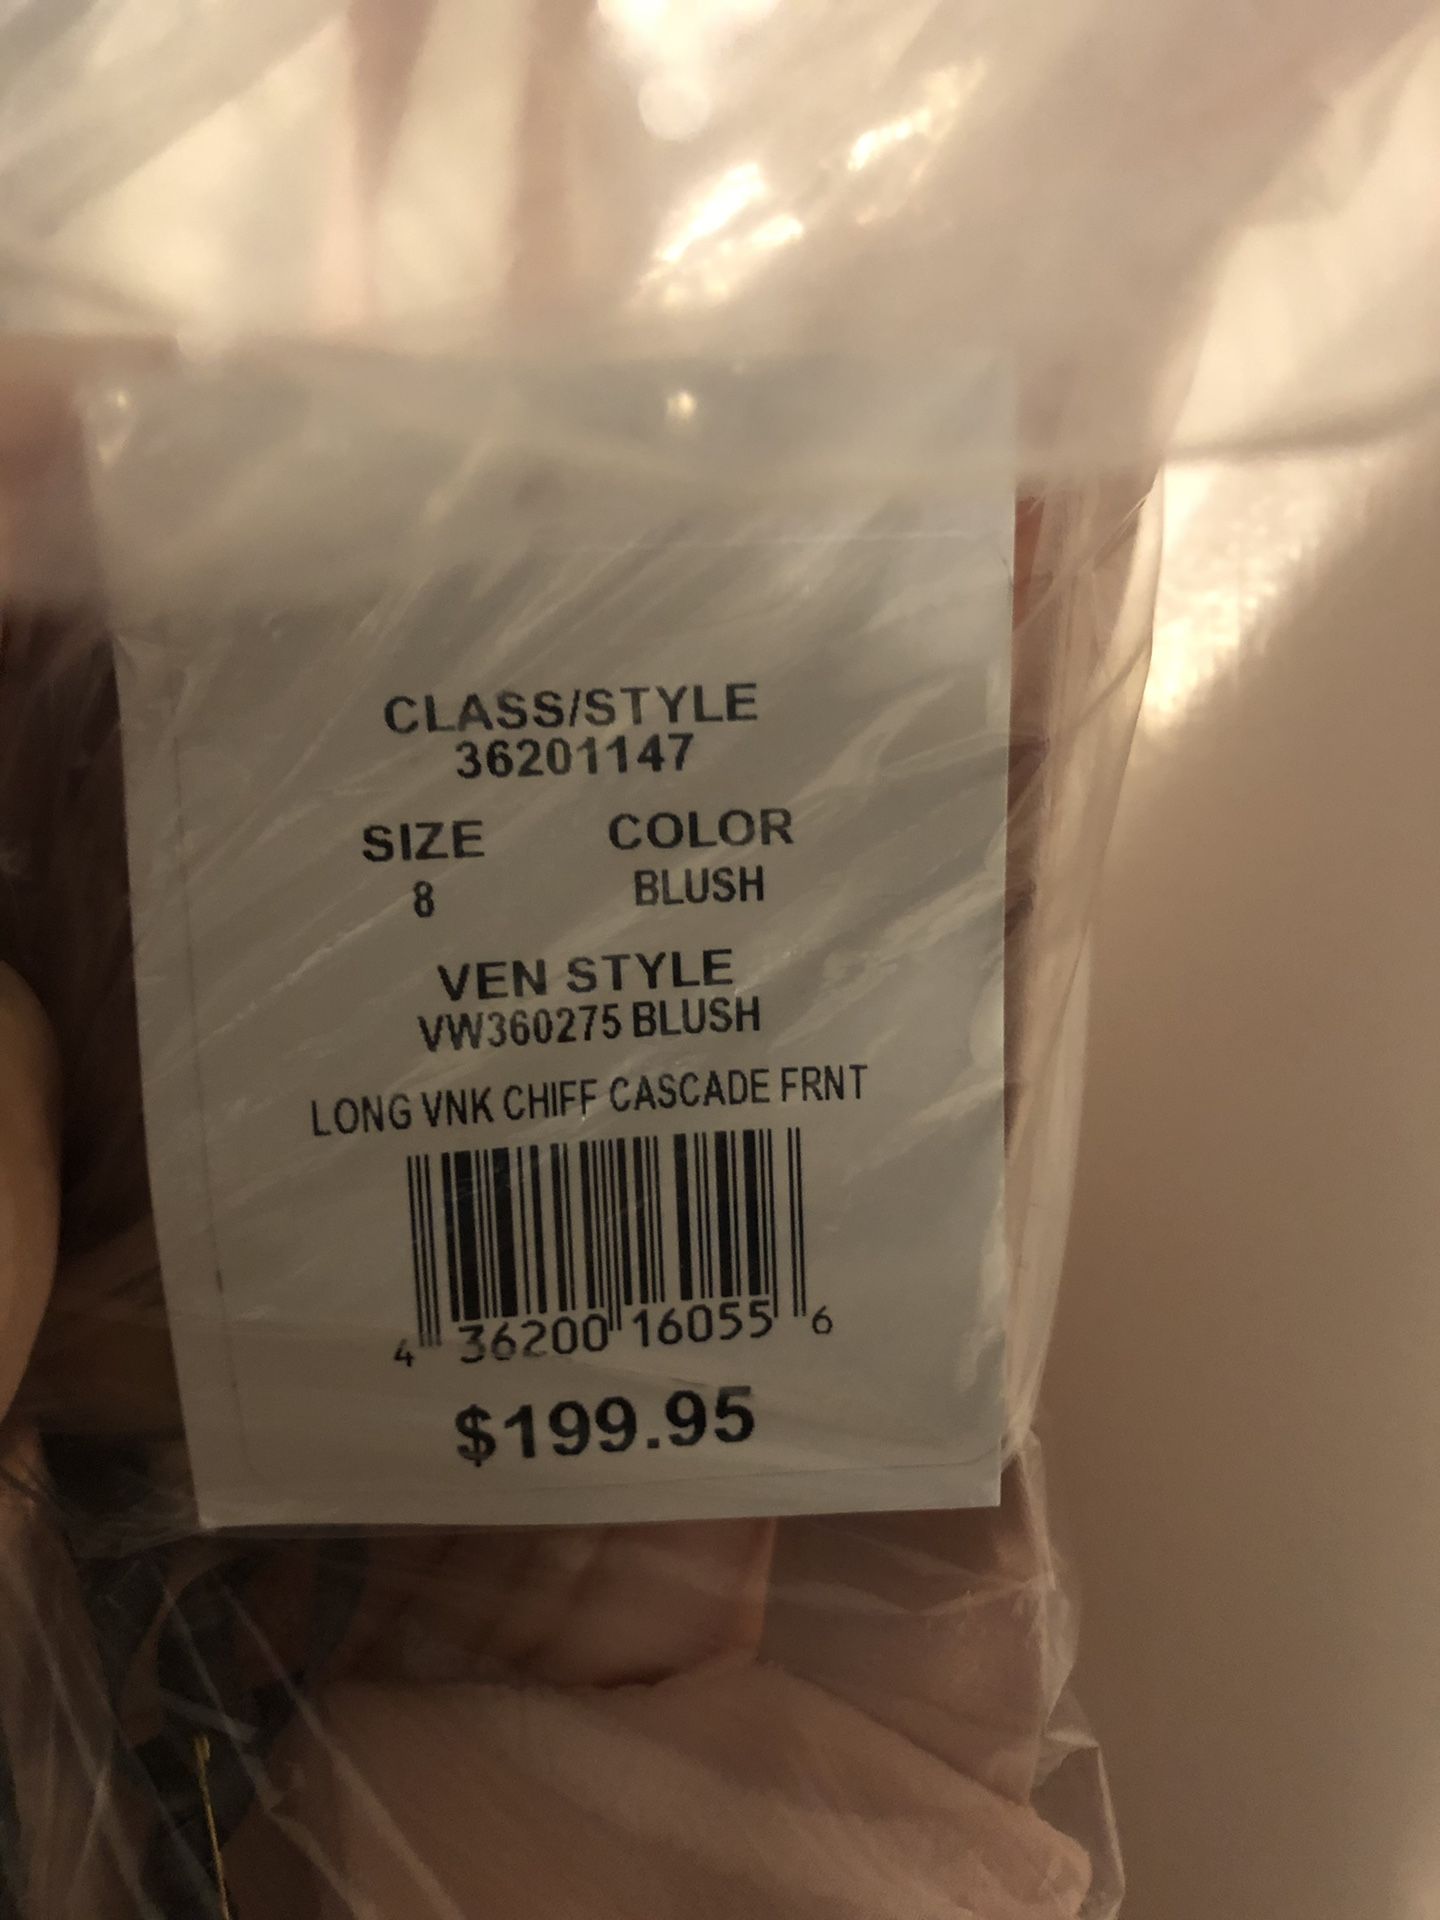 CLASS/STYLE
36201147
SIZE COLOR
8 BLUSH
VEN STYLE
VW360275 BLUSH
LONG VNK CHIFF CASCADE FRNT
4 36200 16055 6
$199.95